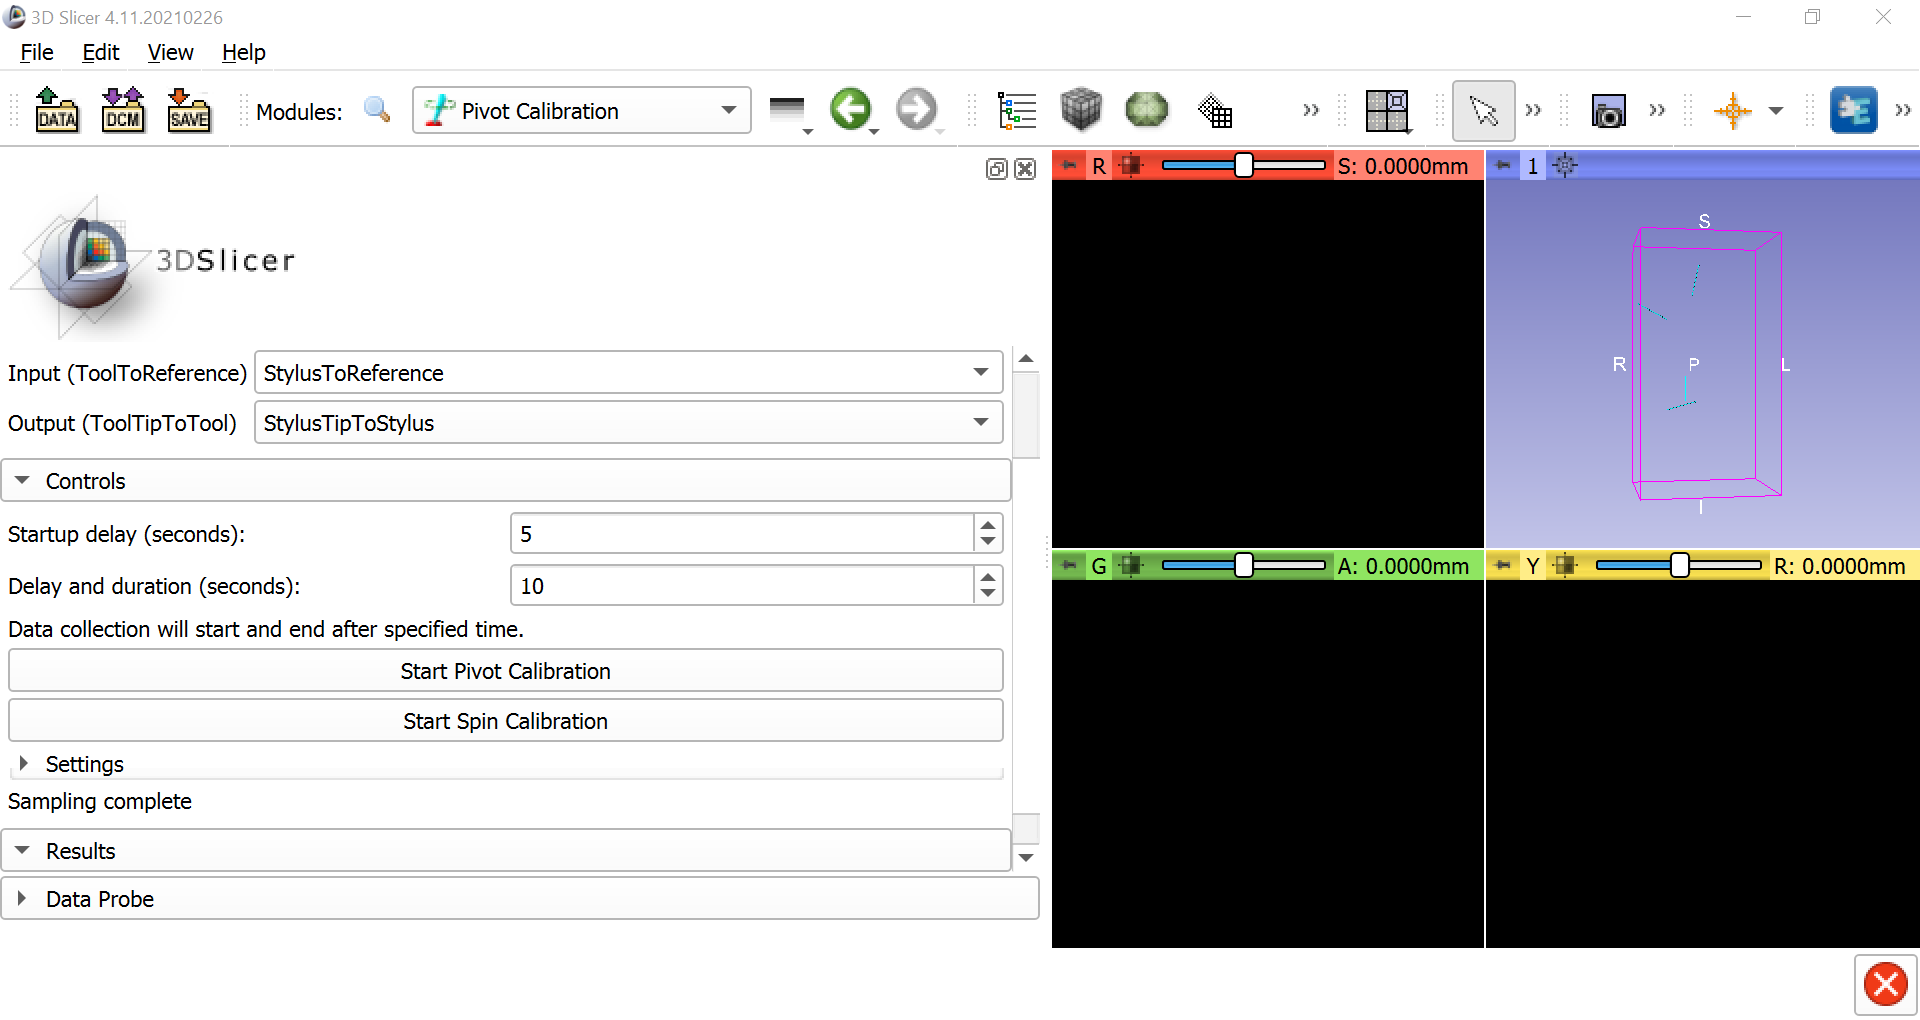 3D Slicer 4.11.20210226
File Edit View Help
DATA DCM SAVE Modules: Pivot Calibration
R S: 0.0000mm 1
3DSlicer
S
R P L
I
Input (ToolToReference) StylusToReference
Output (ToolTipToTool) StylusTipToStylus
Controls
Startup delay (seconds): 5
G A: 0.0000mm Y R: 0.0000mm
Delay and duration (seconds): 10
Data collection will start and end after specified time.
Start Pivot Calibration
Start Spin Calibration
Settings
Sampling complete
Results
Data Probe